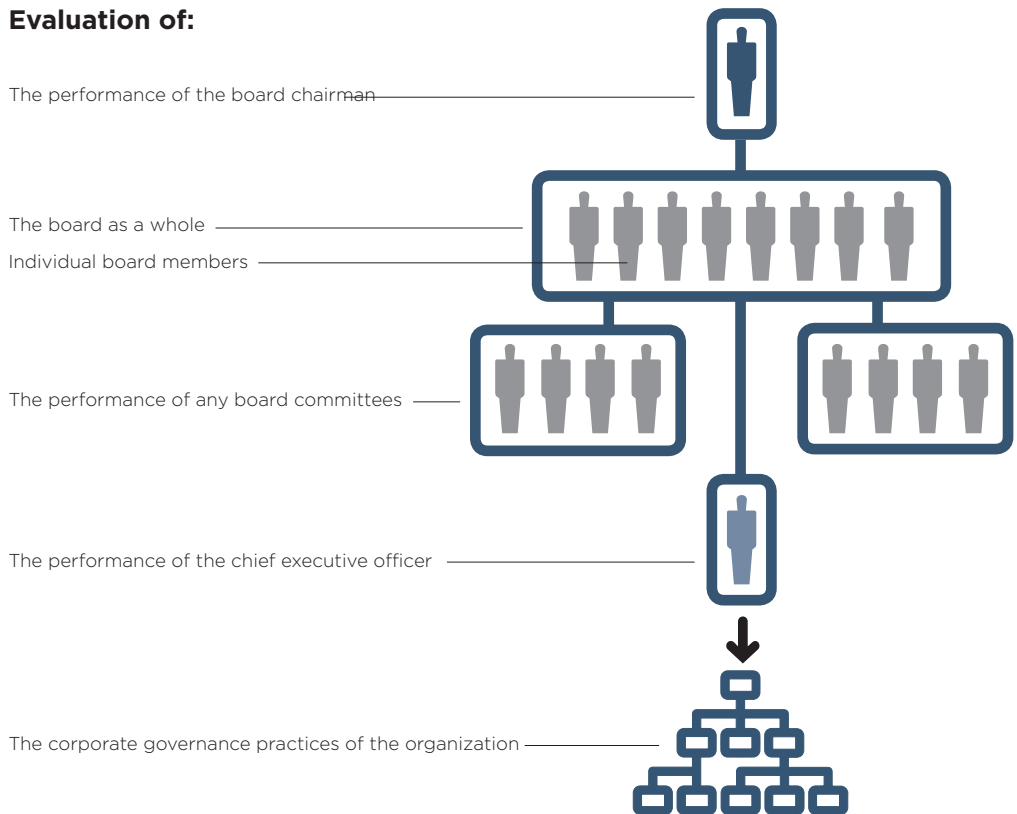 Evaluation of:
The performance of the board chairman
The board as a whole
Individual board members
The performance of any board committees
The performance of the chief executive officer
The corporate governance practices of the organization